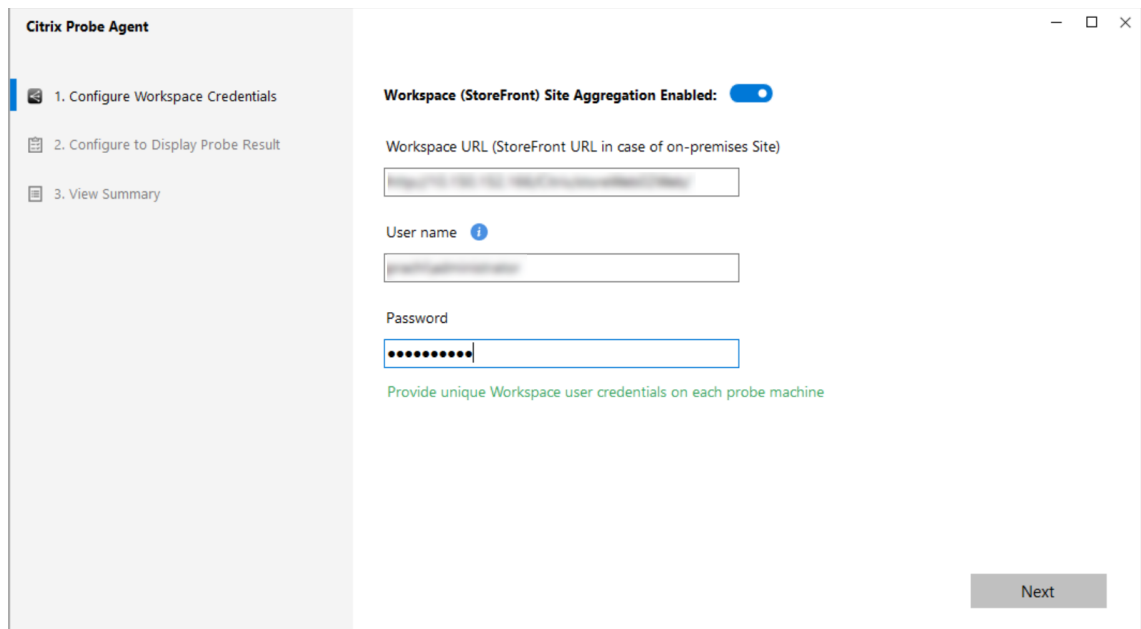 Citrix Probe Agent
1. Configure Workspace Credentials
2. Configure to Display Probe Result
3. View Summary
Workspace (StoreFront) Site Aggregation Enabled:
Workspace URL (StoreFront URL in case of on-premises Site)
User name
Password
Provide unique Workspace user credentials on each probe machine
Next